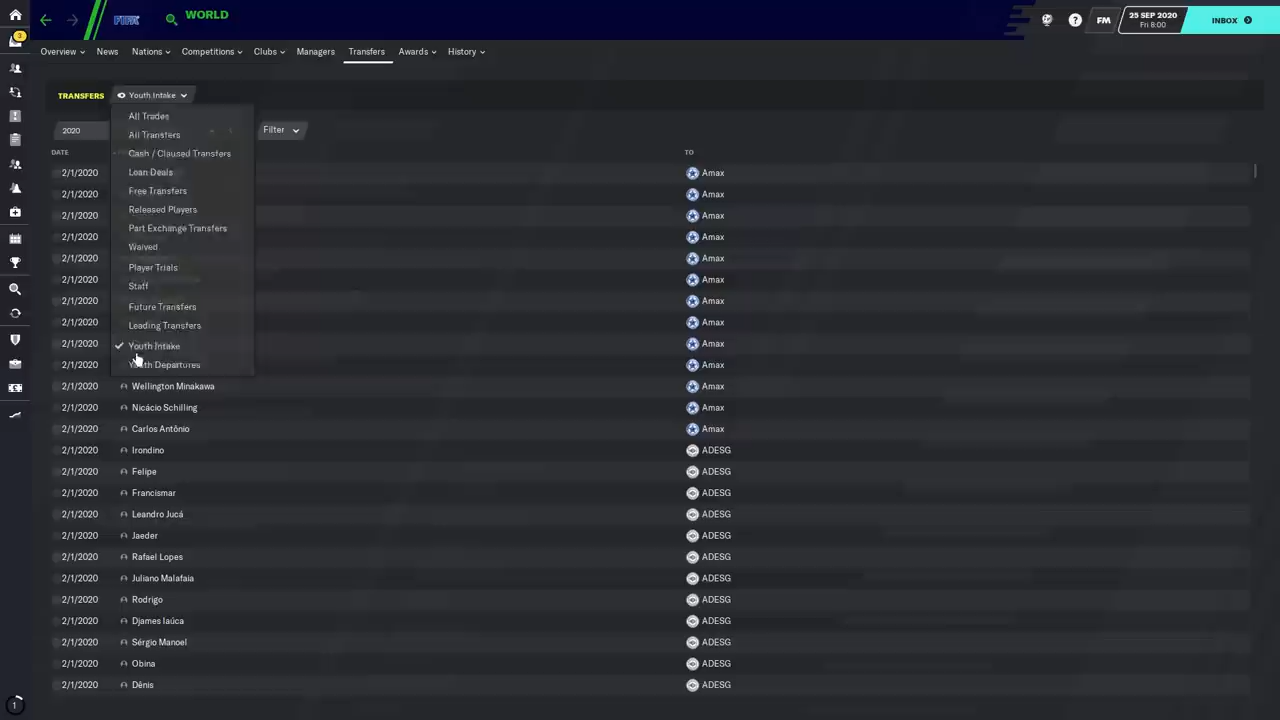 FIFA WORLD
3
25 SEP 2020
Fri 8:00
FM
INBOX
Overview News Nations Competitions Clubs Managers Transfers Awards History
TRANSFERS Youth Intake
All Trades
2020 All Transfers Filter
DATE Cash / Claused Transfers TO
2/1/2020 Loan Deals Amax
2/1/2020 Free Transfers Amax
2/1/2020 Released Players Amax
2/1/2020 Part Exchange Transfers Amax
2/1/2020 Waived Amax
2/1/2020 Player Trials Amax
Staff
2/1/2020 Future Transfers Amax
2/1/2020 Leading Transfers Amax
2/1/2020 Youth Intake Amax
2/1/2020 Youth Departures Amax
2/1/2020 Wellington Minakawa Amax
2/1/2020 Nicácio Schilling Amax
2/1/2020 Carlos Antônio Amax
2/1/2020 Irondino ADESG
2/1/2020 Felipe ADESG
2/1/2020 Francismar ADESG
2/1/2020 Leandro Jucá ADESG
2/1/2020 Jaeder ADESG
2/1/2020 Rafael Lopes ADESG
2/1/2020 Juliano Malafaia ADESG
2/1/2020 Rodrigo ADESG
2/1/2020 Djames Iaúca ADESG
2/1/2020 Sérgio Manoel ADESG
2/1/2020 Obina ADESG
2/1/2020 Dênis ADESG
1